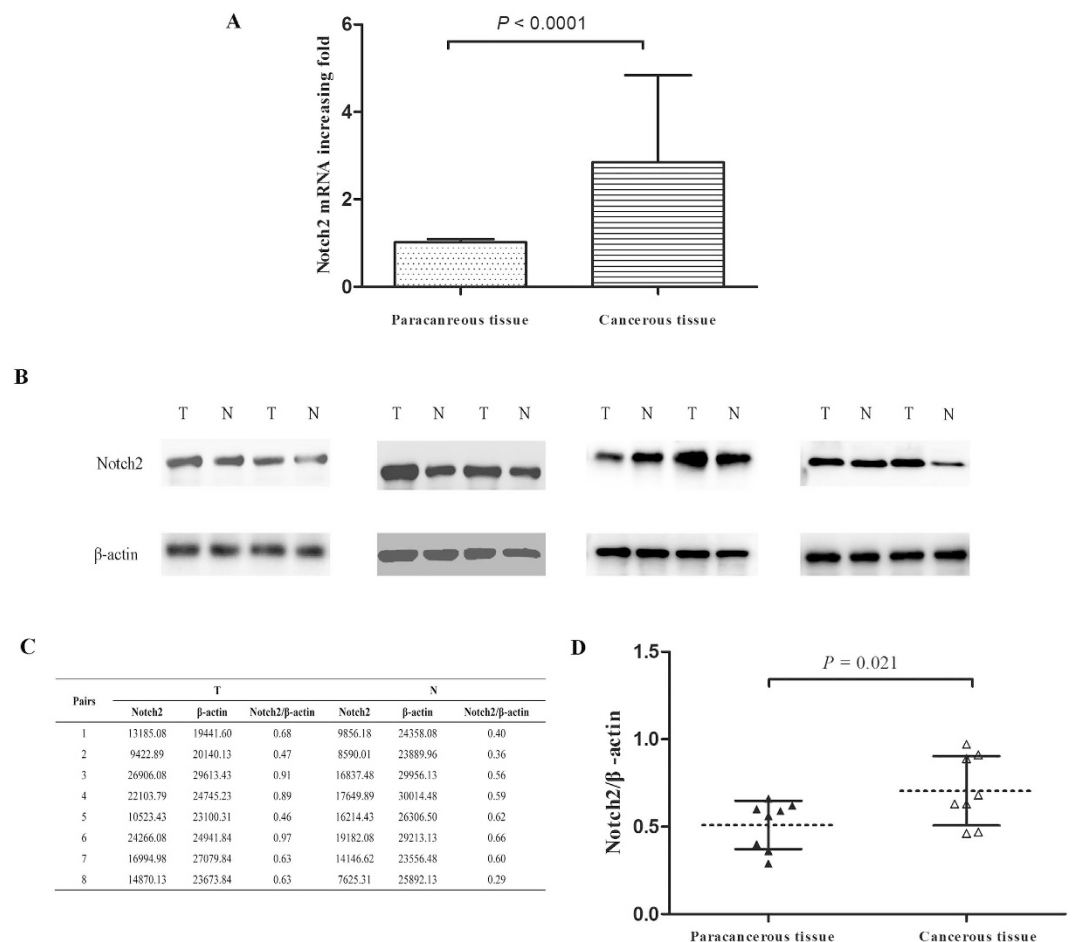 A
P < 0.0001
Notch2 mRNA increasing fold
6
4
2
0
Paracanreous tissue Cancerous tissue
B
T N T N T N T N T N T N T N T N
Notch2
β-actin
C
Pairs T N
Notch2 β-actin Notch2/β-actin Notch2 β-actin Notch2/β-actin
1 13185.08 19441.60 0.68 9856.18 24358.08 0.40
2 9422.89 20140.13 0.47 8590.01 23889.96 0.36
3 26906.08 29613.43 0.91 16837.48 29956.13 0.56
4 22103.79 24745.23 0.89 17649.89 30014.48 0.59
5 10523.43 23100.31 0.46 16214.43 26306.50 0.62
6 24266.08 24941.84 0.97 19182.08 29213.13 0.66
7 16994.98 27079.84 0.63 14146.62 23556.48 0.60
8 14870.13 23673.84 0.63 7625.31 25892.13 0.29
D
P = 0.021
Notch2/β -actin
1.5
1.0
0.5
0.0
Paracancerous tissue Cancerous tissue